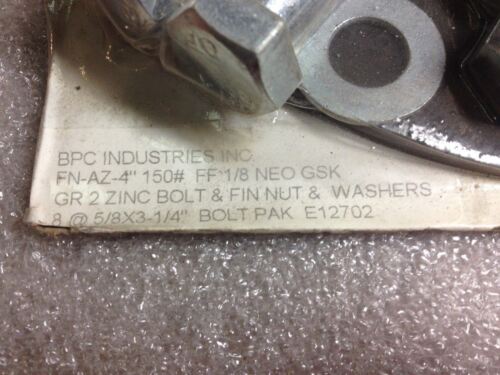 BPC INDUSTRIES INC.
FN-AZ-4" 150# FF 1/8 NEO GSK
GR 2 ZINC BOLT & FIN NUT & WASHERS
8 @ 5/8X3-1/4" BOLT PAK E12702